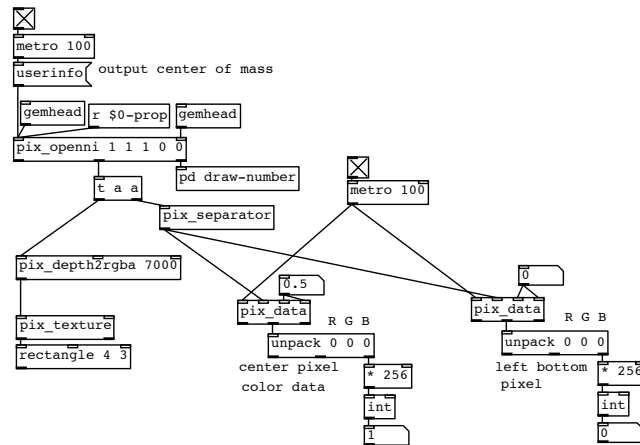 metro 100
userinfo
output center of mass
gemhead
r $0-prop
gemhead
pix_openni 1 1 1 0 0
pd draw-number
t a a
metro 100
pix_separator
pix_depth2rgba 7000
0.5
0
pix_data
pix_data
pix_texture
R G B
R G B
rectangle 4 3
unpack 0 0 0
unpack 0 0 0
center pixel
color data
left bottom
pixel
* 256
* 256
int
int
1
0